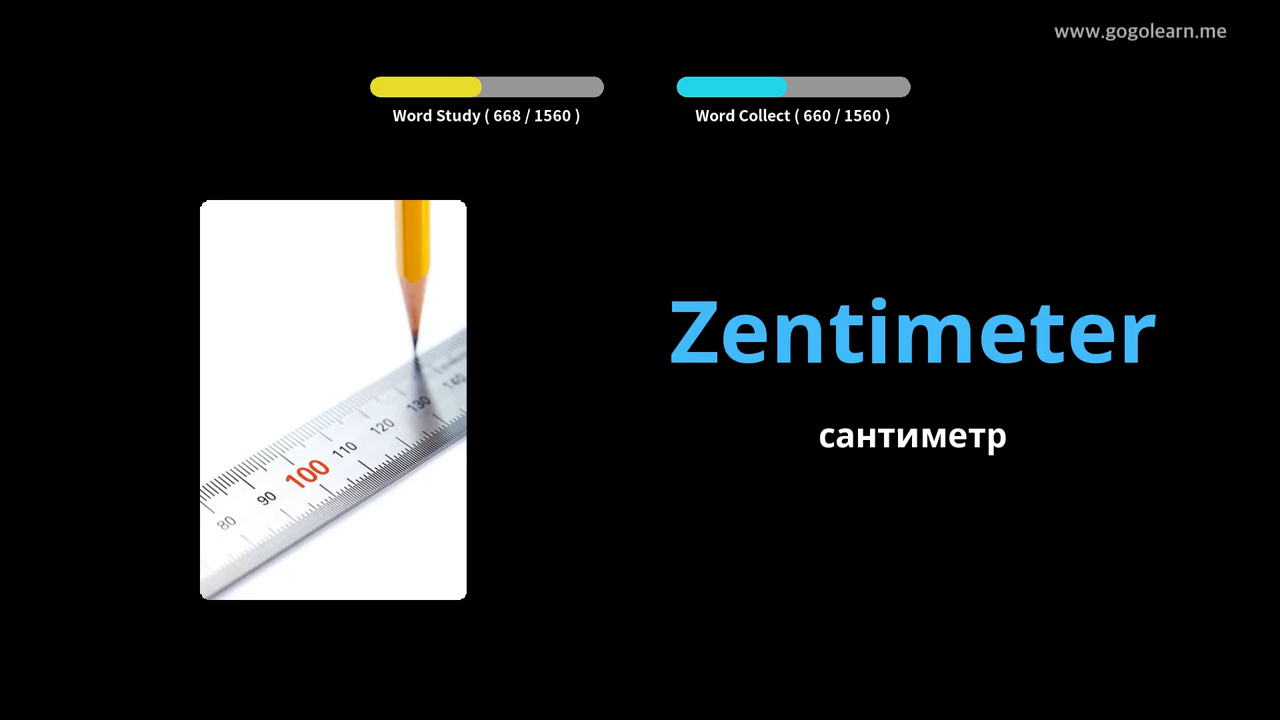 www.gogolearn.me
Word Study ( 668 / 1560 )
Word Collect ( 660 / 1560 )
Zentimeter
сантиметр
80
90
100
110
120
130
140